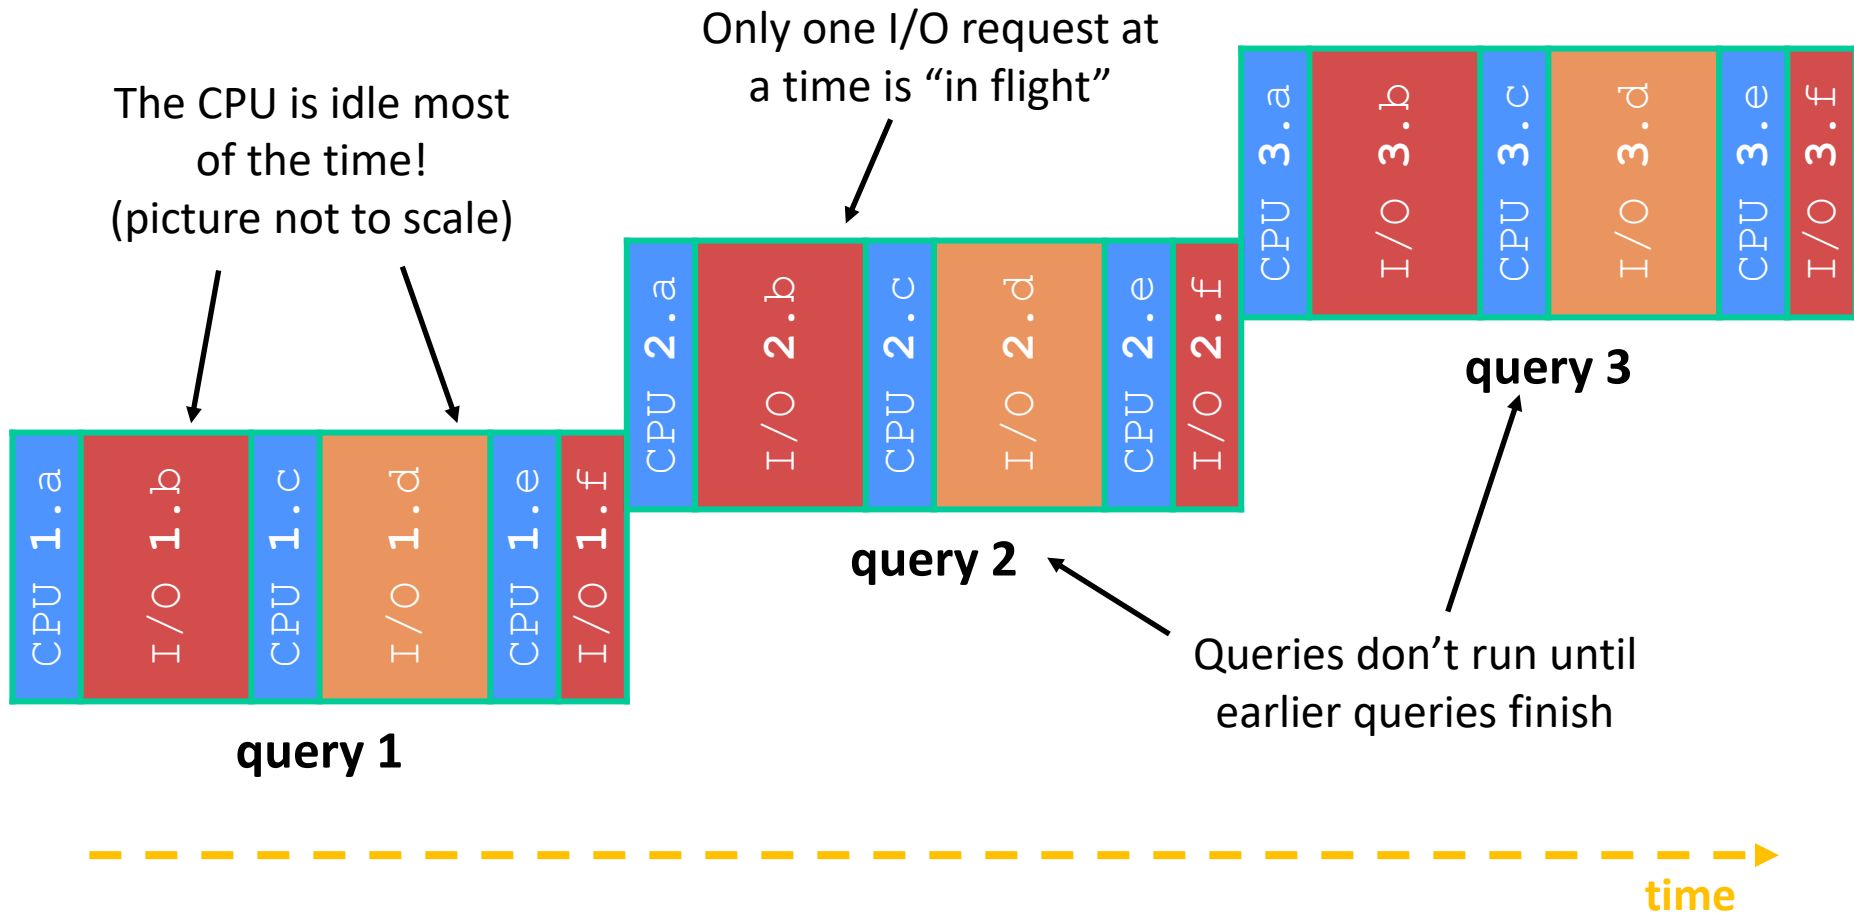 Only one I/O request at
a time is “in flight”
The CPU is idle most
of the time!
(picture not to scale)
CPU 3.a
I/O 3.b
CPU 3.c
I/O 3.d
CPU 3.e
I/O 3.f
query 3
CPU 2.a
I/O 2.b
CPU 2.c
I/O 2.d
CPU 2.e
I/O 2.f
query 2
CPU 1.a
I/O 1.b
CPU 1.c
I/O 1.d
CPU 1.e
I/O 1.f
query 1
Queries don’t run until
earlier queries finish
time